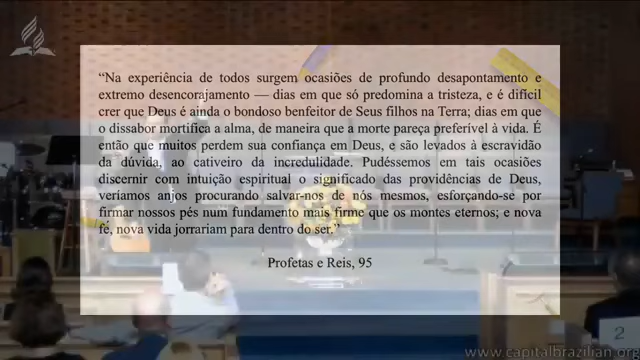 “Na experiência de todos surgem ocasiões de profundo desapontamento e
extremo desencorajamento — dias em que só predomina a tristeza, e é difícil
crer que Deus é ainda o bondoso benfeitor de Seus filhos na Terra; dias em que
o dissabor mortifica a alma, de maneira que a morte pareça preferível à vida. É
então que muitos perdem sua confiança em Deus, e são levados à escravidão
da dúvida, ao cativeiro da incredulidade. Pudéssemos em tais ocasiões
discernir com intuição espiritual o significado das providências de Deus,
veríamos anjos procurando salvar-nos de nós mesmos, esforçando-se por
firmar nossos pés num fundamento mais firme que os montes eternos; e nova
fé, nova vida jorrariam para dentro do ser.”
Profetas e Reis, 95
2
www.capitalbrazilian.org